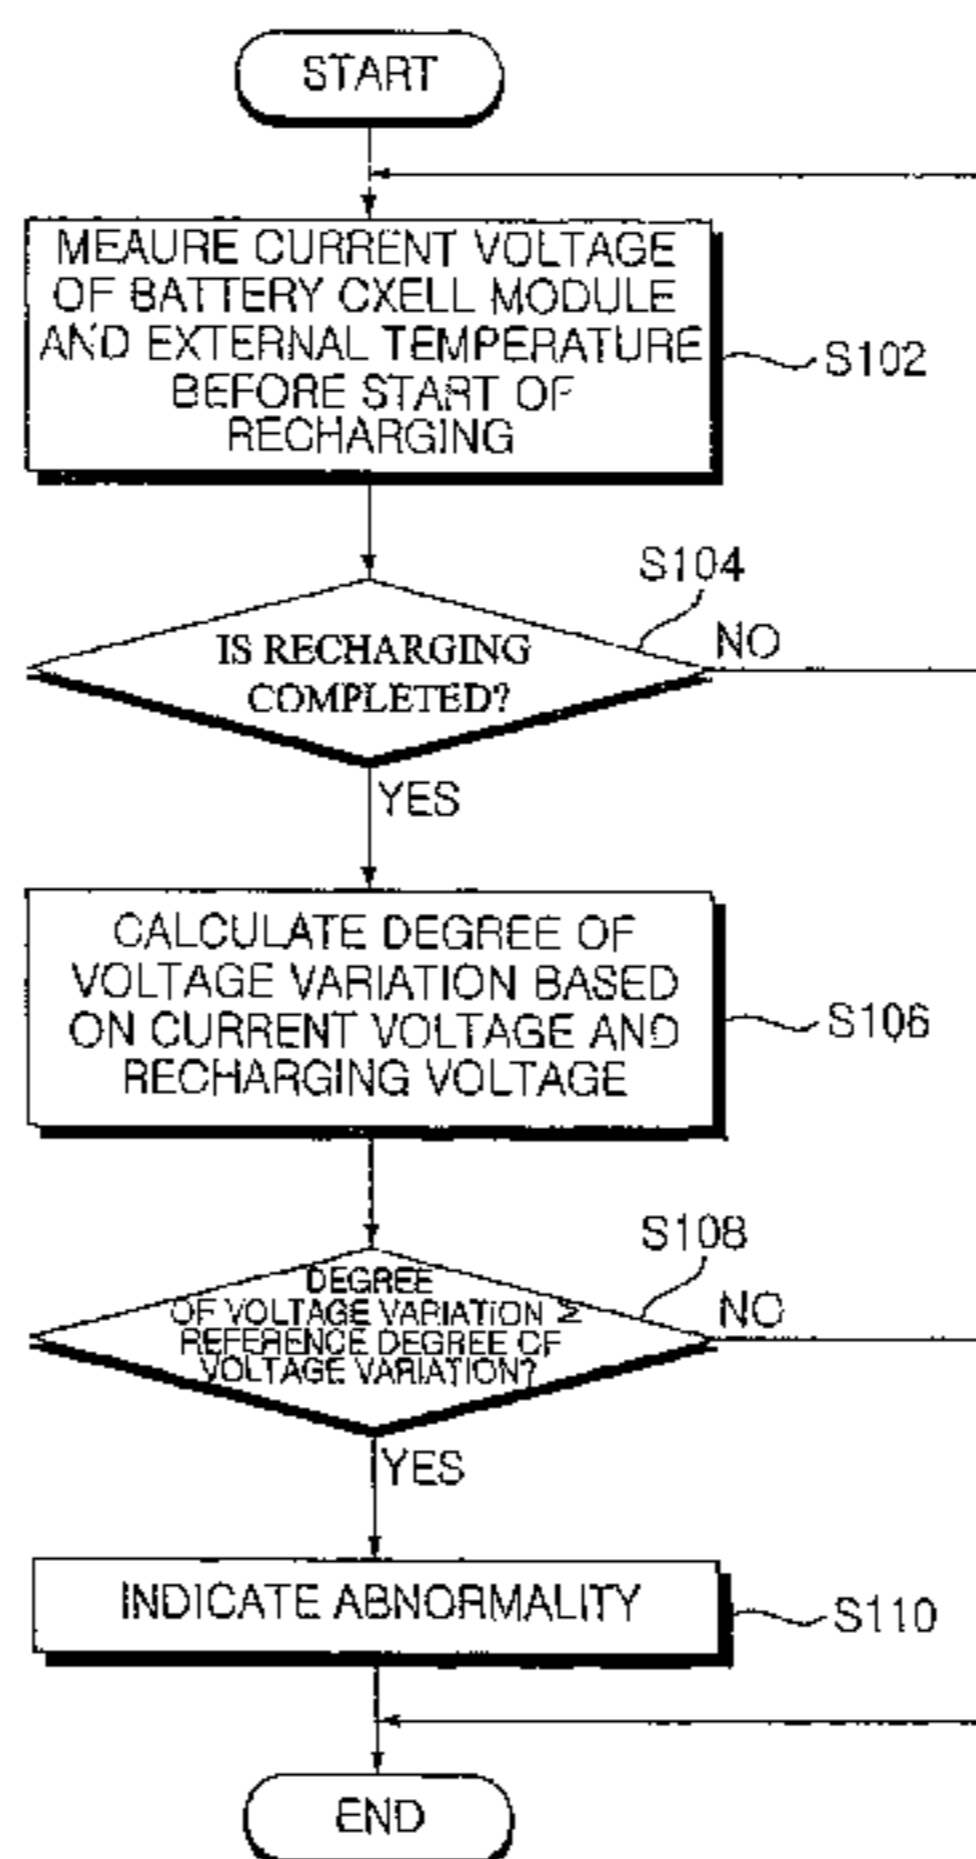 START
MEAURE CURRENT VOLTAGE
OF BATTERY CXELL MODULE
AND EXTERNAL TEMPERATURE
BEFORE START OF
RECHARGING
S102
S104
IS RECHARGING
COMPLETED?
NO
YES
CALCULATE DEGREE OF
VOLTAGE VARIATION BASED
ON CURRENT VOLTAGE AND
RECHARGING VOLTAGE
S106
S108
DEGREE
OF VOLTAGE VARIATION ≥
REFERENCE DEGREE OF
VOLTAGE VARIATION?
NO
YES
INDICATE ABNORMALITY
S110
END